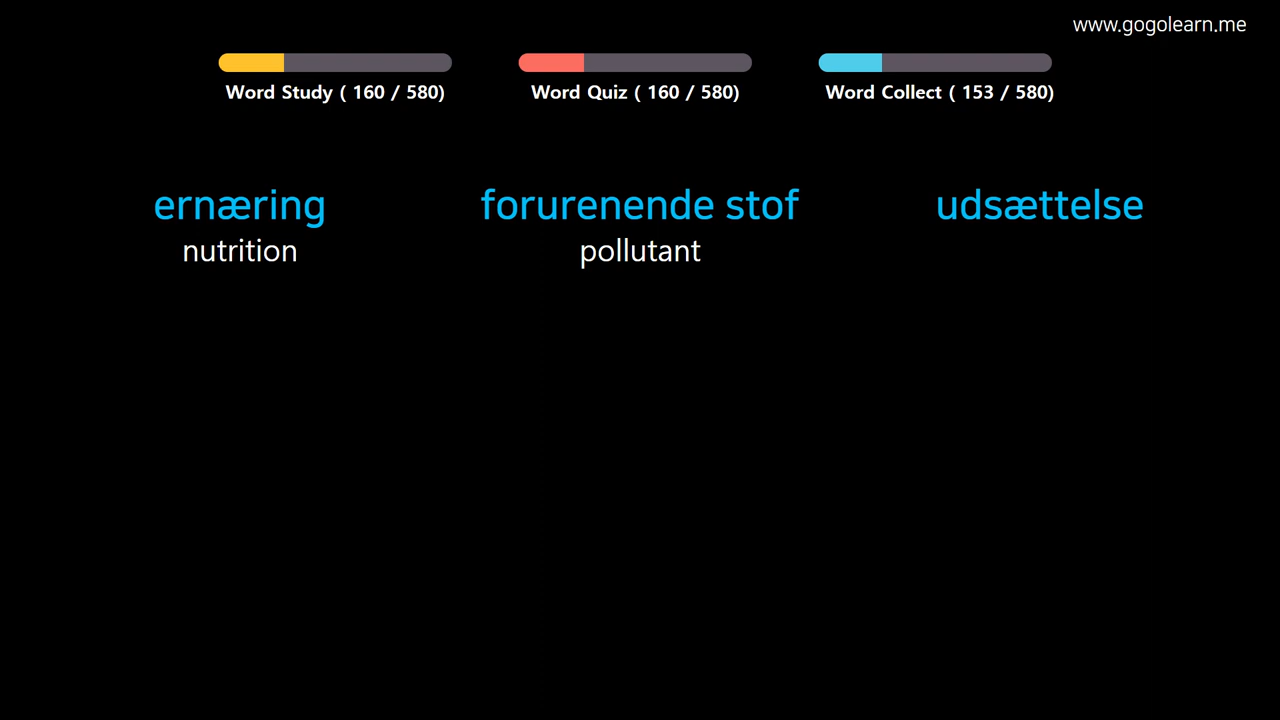 www.gogolearn.me
Word Study ( 160 / 580)
Word Quiz ( 160 / 580)
Word Collect ( 153 / 580)
ernæring
nutrition
forurenende stof
pollutant
udsættelse